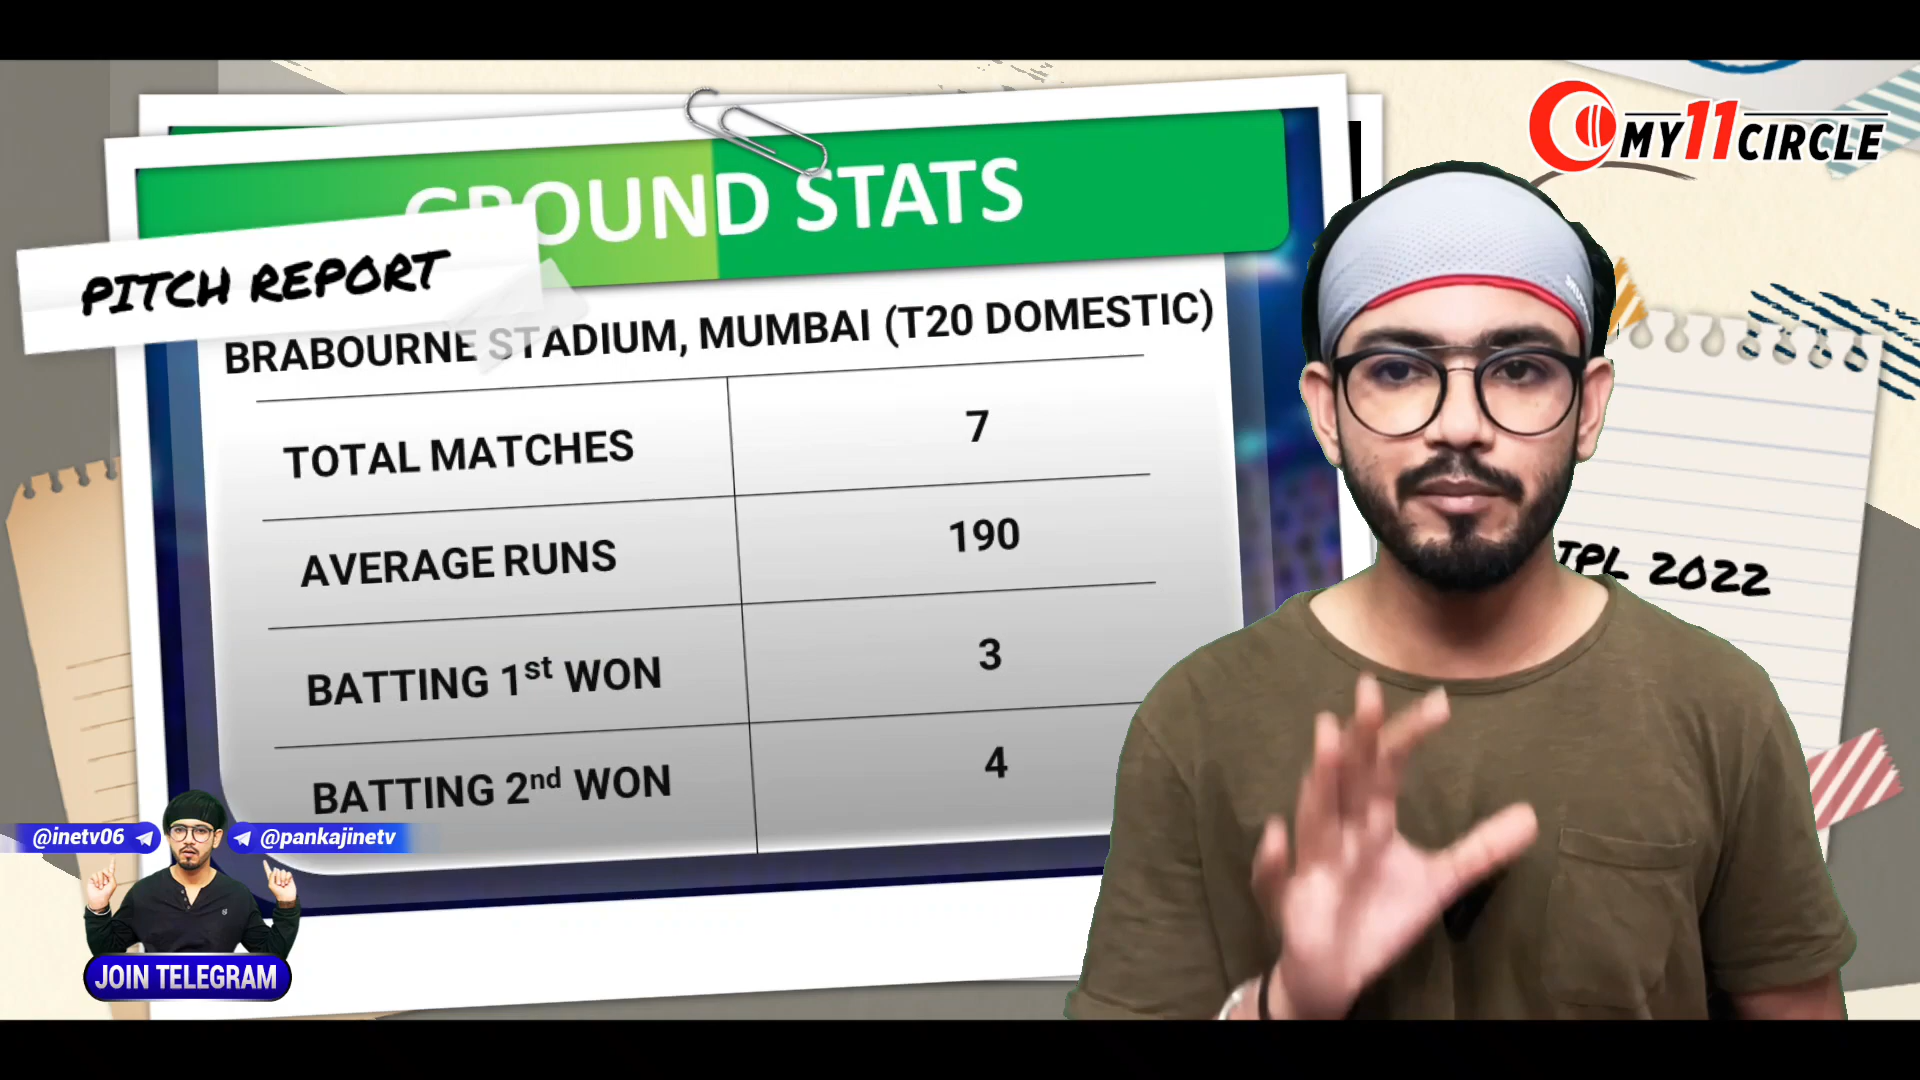 GROUND STATS
MY11CIRCLE
PITCH REPORT
BRABOURNE STADIUM, MUMBAI (T20 DOMESTIC)
TOTAL MATCHES 7
AVERAGE RUNS 190
IPL 2022
BATTING 1st WON 3
BATTING 2nd WON 4
@inetv06 @pankajinetv
JOIN TELEGRAM